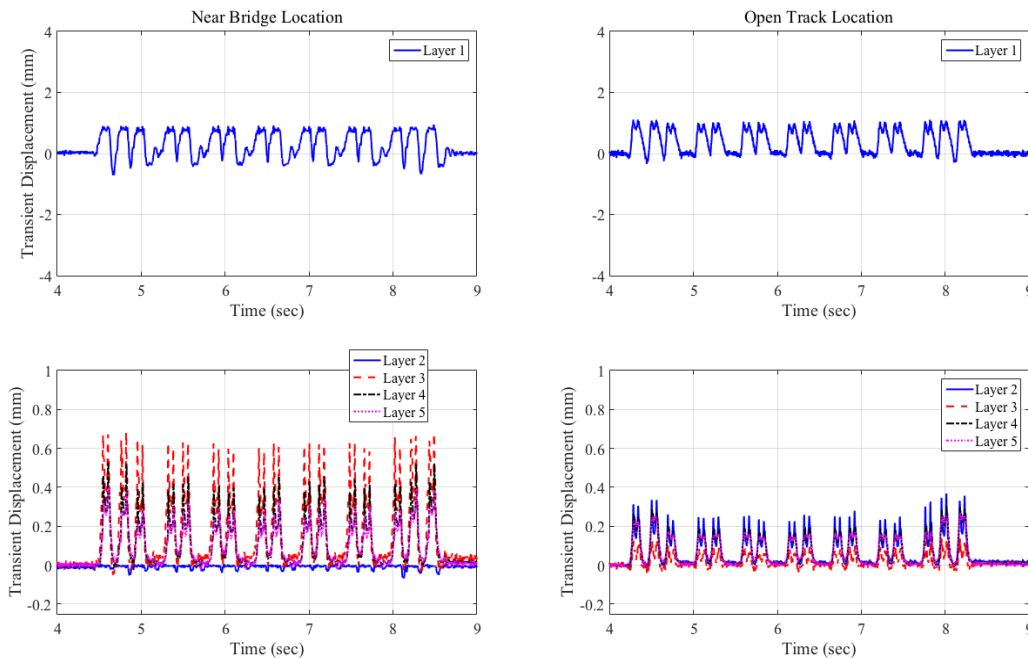 Near Bridge Location
Transient Displacement (mm)
4
2
0
-2
-4
Layer 1
4 5 6 7 8 9
Time (sec)
Open Track Location
4
2
0
-2
-4
Layer 1
4 5 6 7 8 9
Time (sec)
Transient Displacement (mm)
1
0.8
0.6
0.4
0.2
0
-0.2
Layer 2
Layer 3
Layer 4
Layer 5
4 5 6 7 8 9
Time (sec)
Transient Displacement (mm)
1
0.8
0.6
0.4
0.2
0
-0.2
Layer 2
Layer 3
Layer 4
Layer 5
4 5 6 7 8 9
Time (sec)